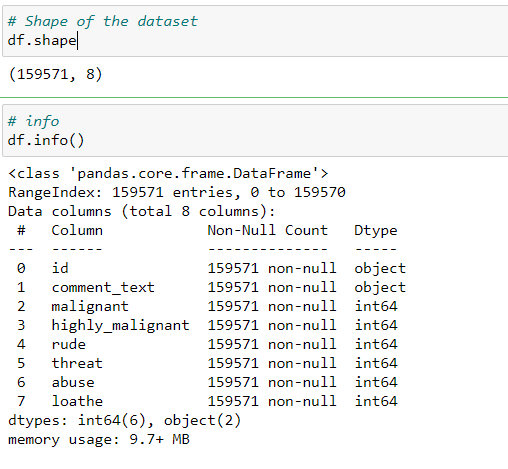 # Shape of the dataset
df.shape
(159571, 8)
# info
df.info()
<class 'pandas.core.frame.DataFrame'>
RangeIndex: 159571 entries, 0 to 159570
Data columns (total 8 columns):
 #   Column            Non-Null Count   Dtype
---  ------            --------------   -----
 0   id                159571 non-null  object
 1   comment_text      159571 non-null  object
 2   malignant         159571 non-null  int64
 3   highly_malignant  159571 non-null  int64
 4   rude              159571 non-null  int64
 5   threat            159571 non-null  int64
 6   abuse             159571 non-null  int64
 7   loathe            159571 non-null  int64
dtypes: int64(6), object(2)
memory usage: 9.7+ MB